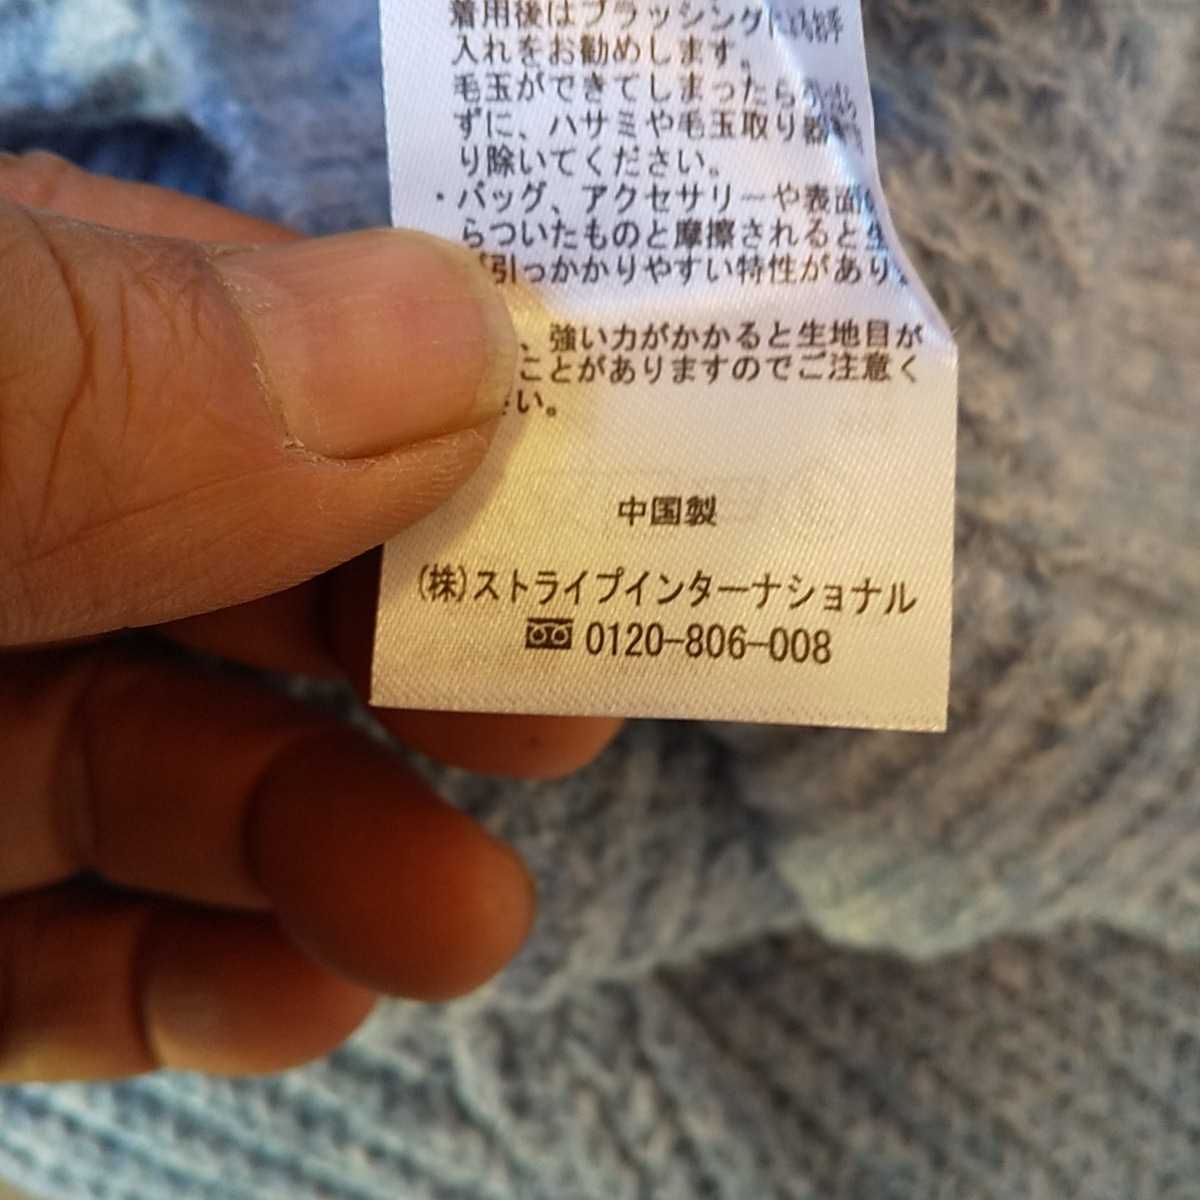 着用後はブラッシング
入れをお勧めします。
毛玉ができてしまったら
ずに、ハサミや毛玉取り器
り除いてください。
・バッグ、アクセサリーや表面
らついたものと摩擦されると生
引っかかりやすい特性があり
、強い力がかかると生地目が
ことがありますのでご注意く
さい。
中国製
(株)ストライプインターナショナル
0120-806-008